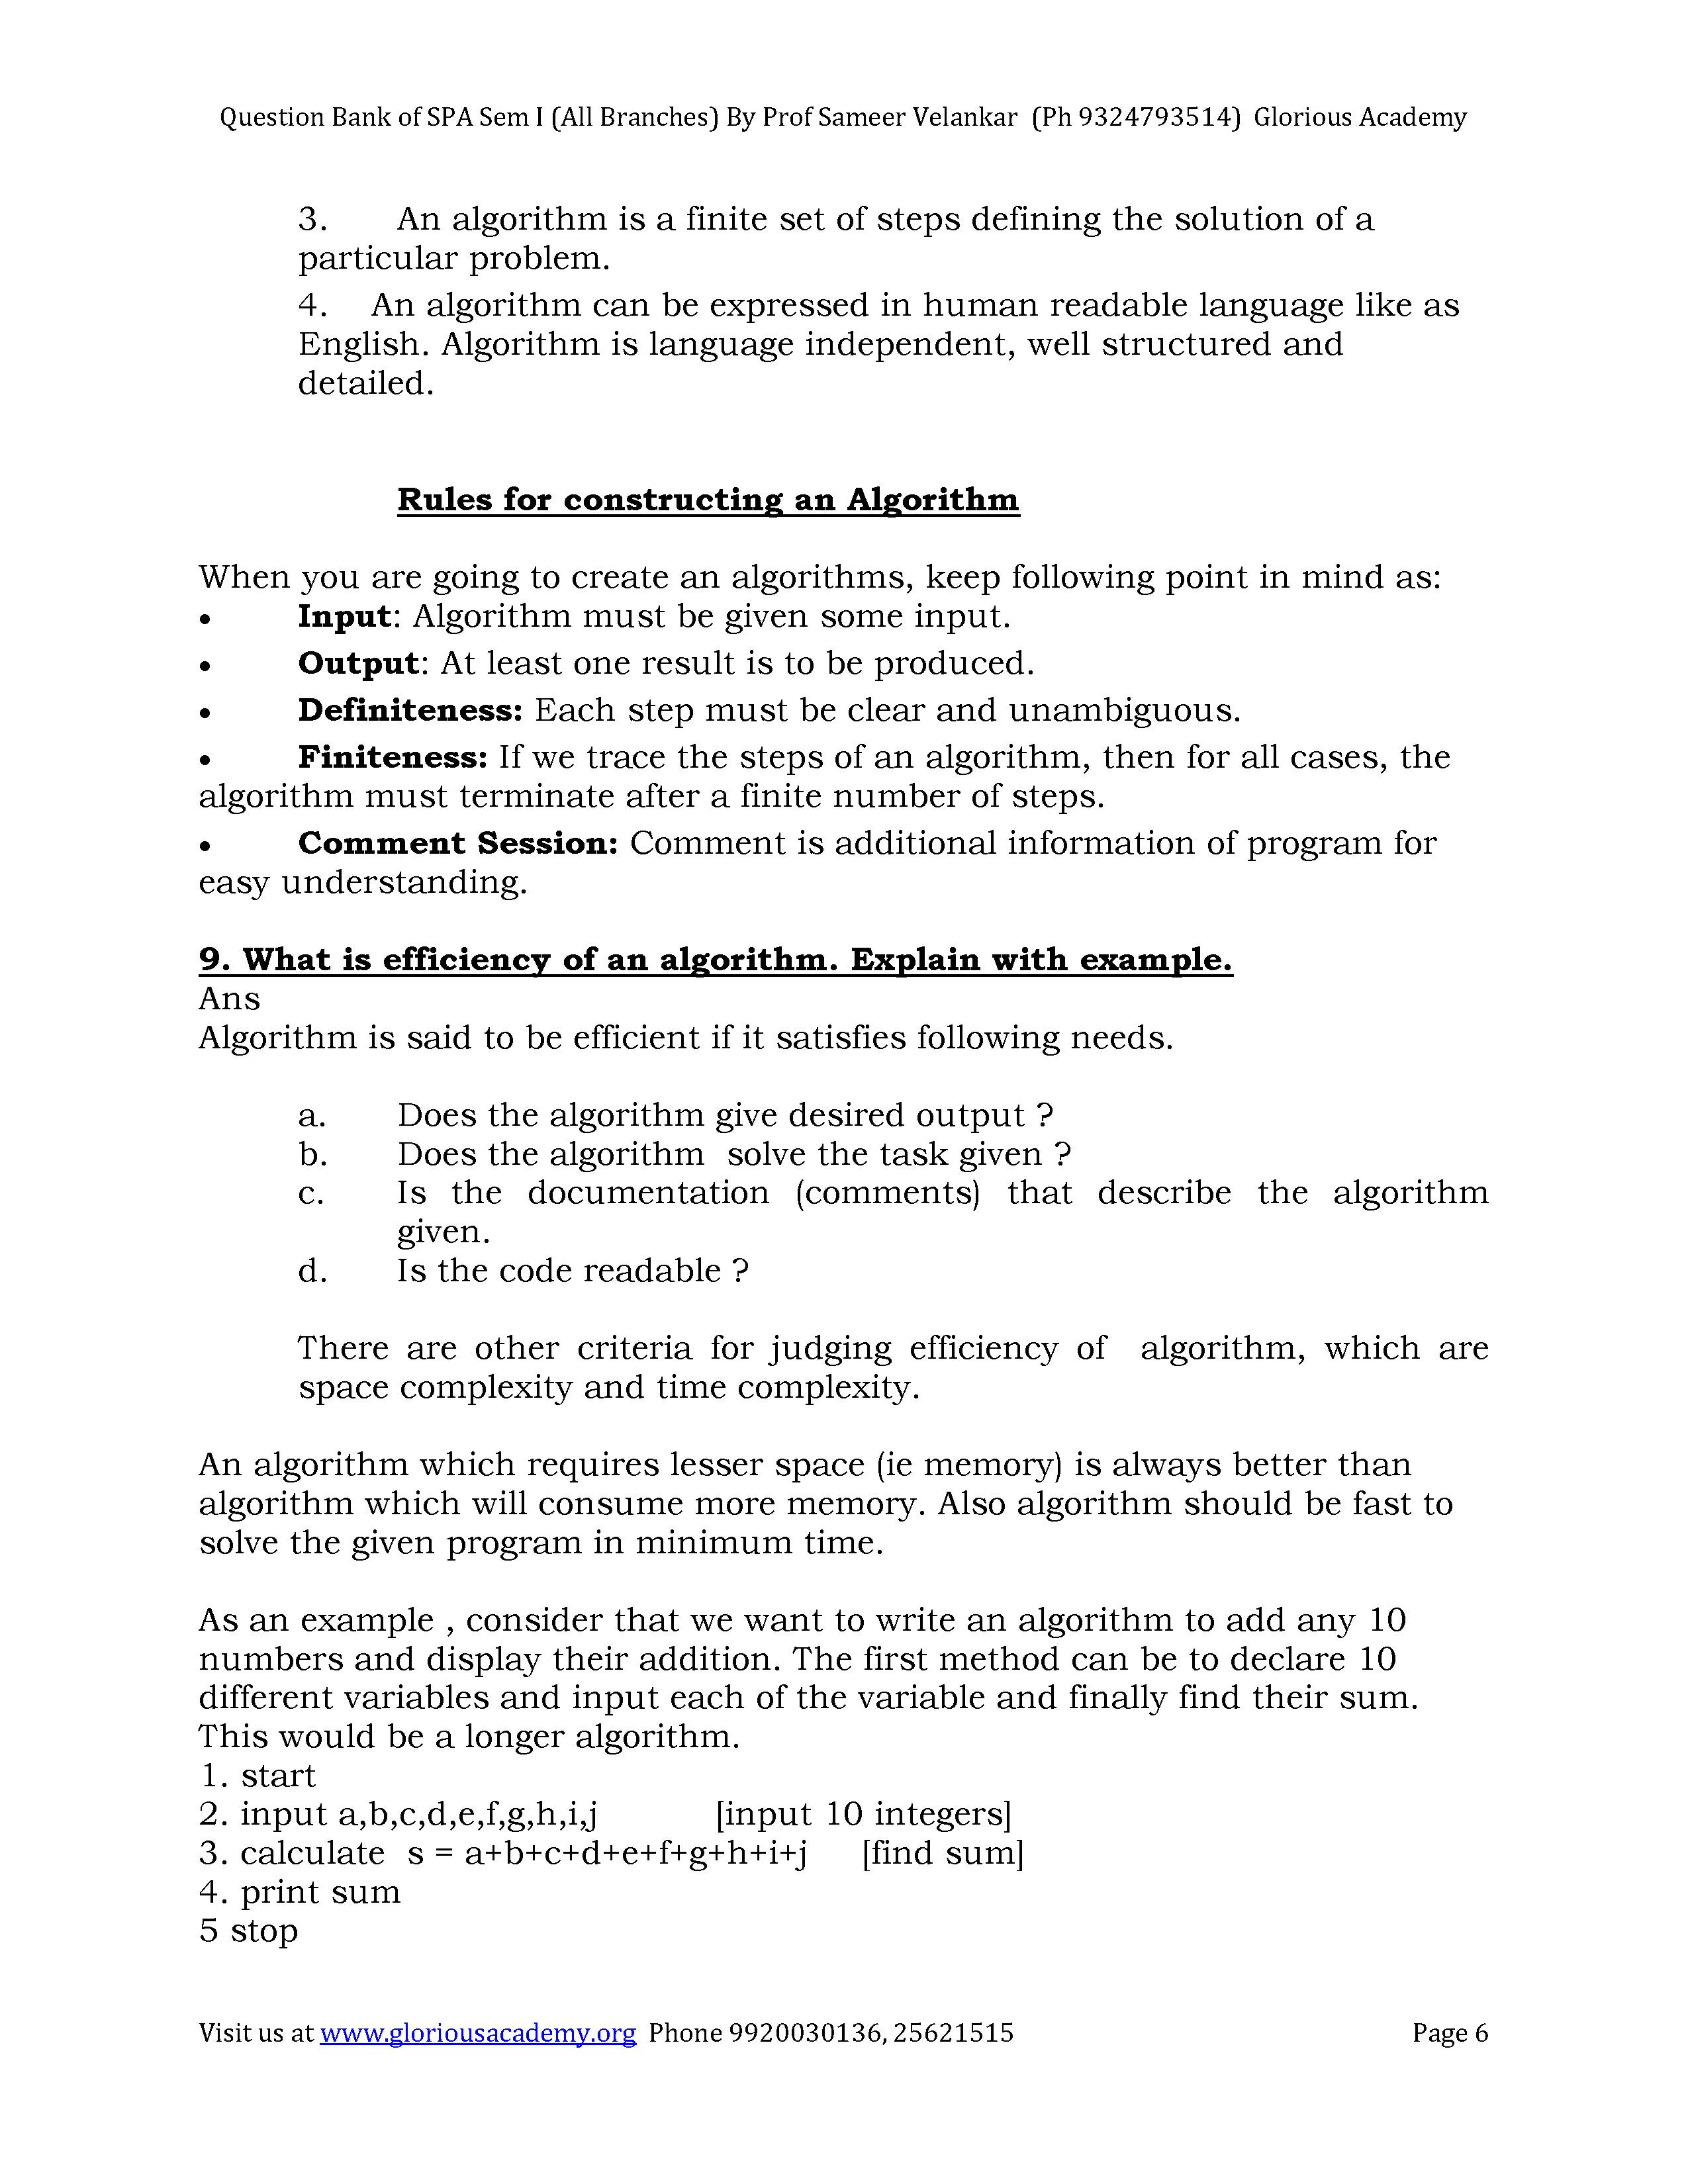 Question Bank of SPA Sem I (All Branches) By Prof Sameer Velankar (Ph 9324793514) Glorious Academy
3. An algorithm is a finite set of steps defining the solution of a
particular problem.
4. An algorithm can be expressed in human readable language like as
English. Algorithm is language independent, well structured and
detailed.
Rules for constructing an Algorithm
When you are going to create an algorithms, keep following point in mind as:
• Input: Algorithm must be given some input.
• Output: At least one result is to be produced.
• Definiteness: Each step must be clear and unambiguous.
• Finiteness: If we trace the steps of an algorithm, then for all cases, the
algorithm must terminate after a finite number of steps.
• Comment Session: Comment is additional information of program for
easy understanding.
9. What is efficiency of an algorithm. Explain with example.
Ans
Algorithm is said to be efficient if it satisfies following needs.
a. Does the algorithm give desired output ?
b. Does the algorithm solve the task given ?
c. Is the documentation (comments) that describe the algorithm
given.
d. Is the code readable ?
There are other criteria for judging efficiency of algorithm, which are
space complexity and time complexity.
An algorithm which requires lesser space (ie memory) is always better than
algorithm which will consume more memory. Also algorithm should be fast to
solve the given program in minimum time.
As an example , consider that we want to write an algorithm to add any 10
numbers and display their addition. The first method can be to declare 10
different variables and input each of the variable and finally find their sum.
This would be a longer algorithm.
1. start
2. input a,b,c,d,e,f,g,h,i,j [input 10 integers]
3. calculate s = a+b+c+d+e+f+g+h+i+j [find sum]
4. print sum
5 stop
Visit us at www.gloriousacademy.org Phone 9920030136, 25621515 Page 6